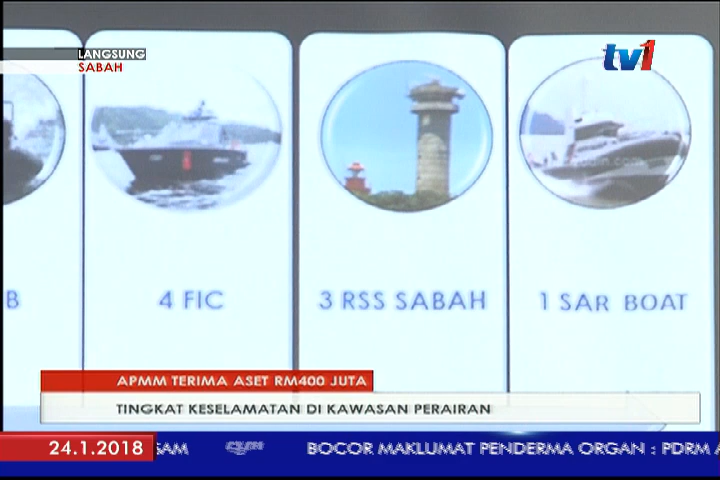 LANGSUNG
SABAH
tv1
B
4 FIC
3 RSS SABAH
1 SAR BOAT
APMM TERIMA ASET RM400 JUTA
TINGKAT KESELAMATAN DI KAWASAN PERAIRAN
24.1.2018
SAM
BOCOR MAKLUMAT PENDERMA ORGAN : PDRM A